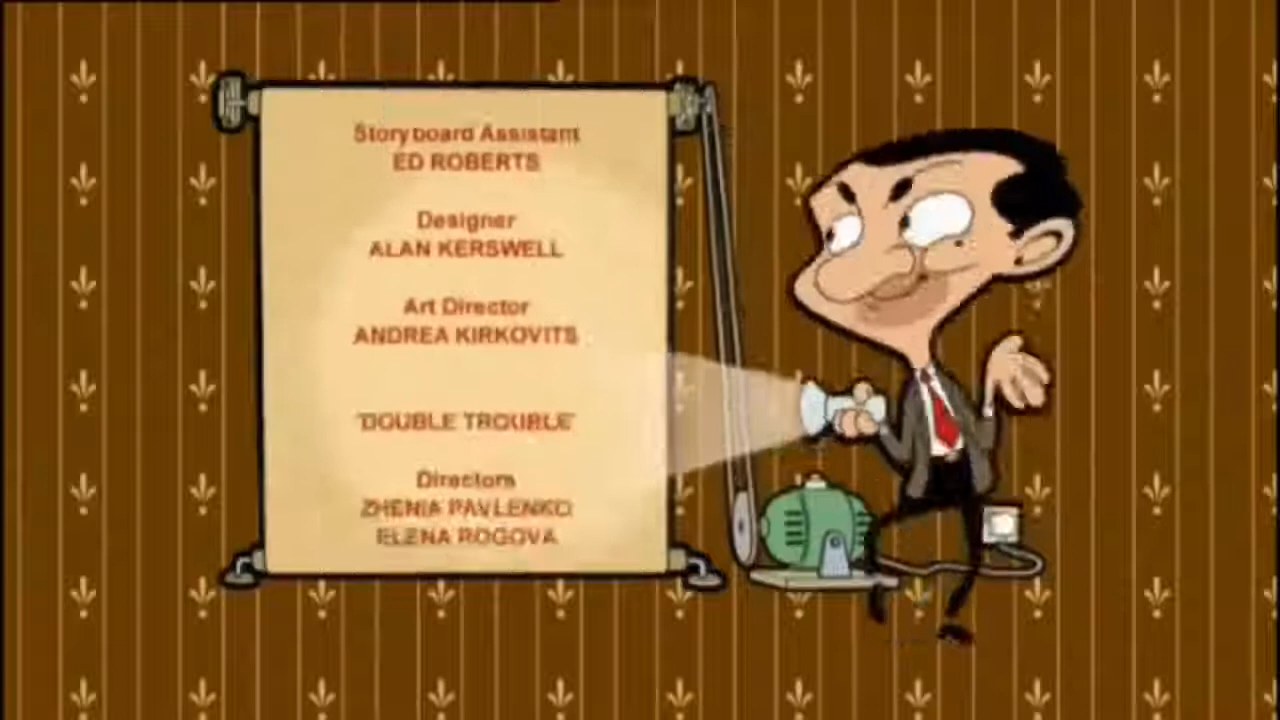 Storyboard Assistant
ED ROBERTS
Designer
ALAN KERSWELL
Art Director
ANDREA KIRKOVITS
'DOUBLE TROUBLE'
Directors
ZHENIA PAVLENKO
ELENA ROGOVA